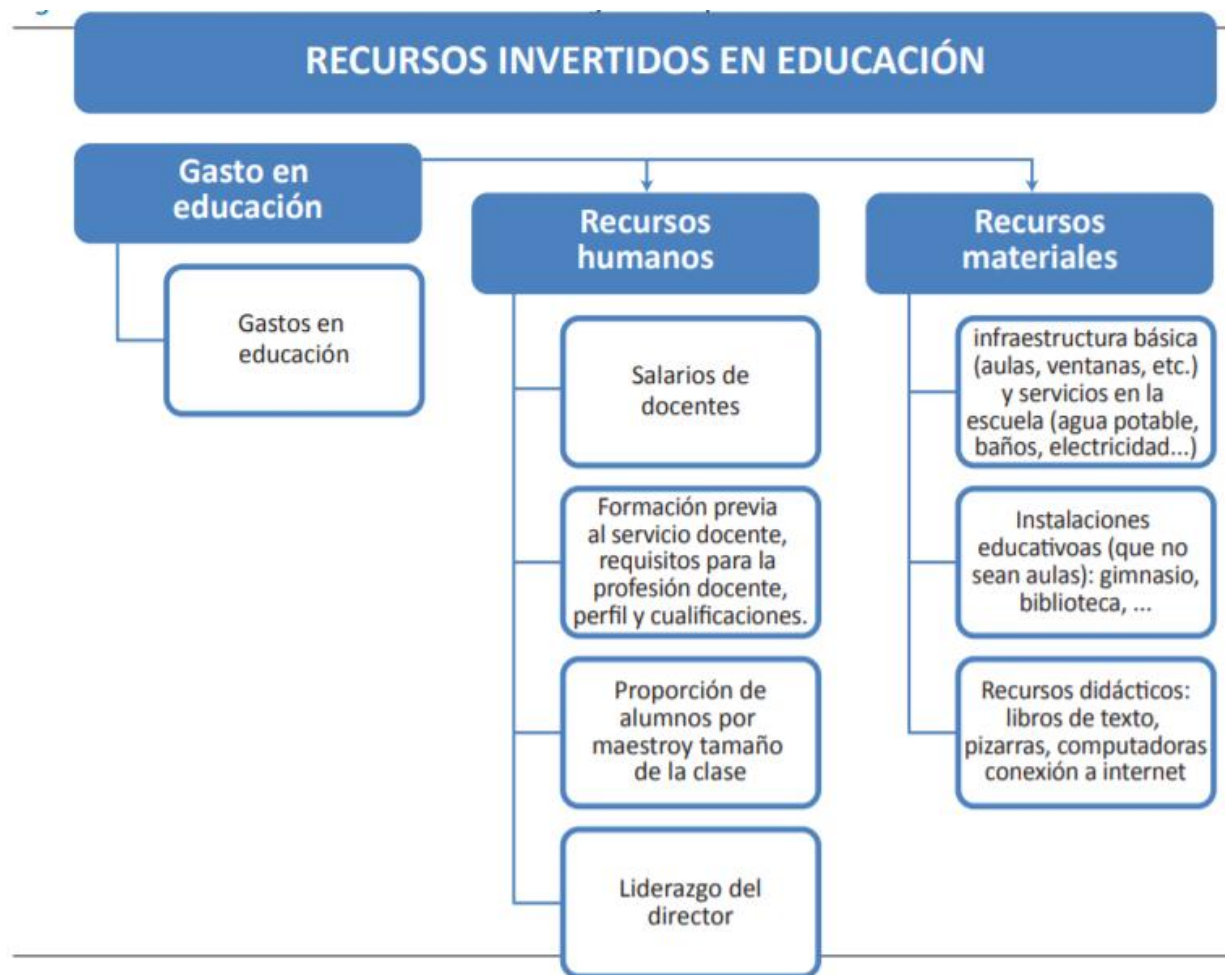 RECURSOS INVERTIDOS EN EDUCACIÓN
Gasto en
educación
Gastos en
educación
Recursos
humanos
Salarios de
docentes
Formación previa
al servicio docente,
requisitos para la
profesión docente,
perfil y cualificaciones.
Proporción de
alumnos por
maestroy tamaño
de la clase
Liderazgo del
director
Recursos
materiales
infraestructura básica
(aulas, ventanas, etc.)
y servicios en la
escuela (agua potable,
baños, electricidad...)
Instalaciones
educativoas (que no
sean aulas): gimnasio,
biblioteca, ...
Recursos didácticos:
libros de texto,
pizarras, computadoras
conexión a internet